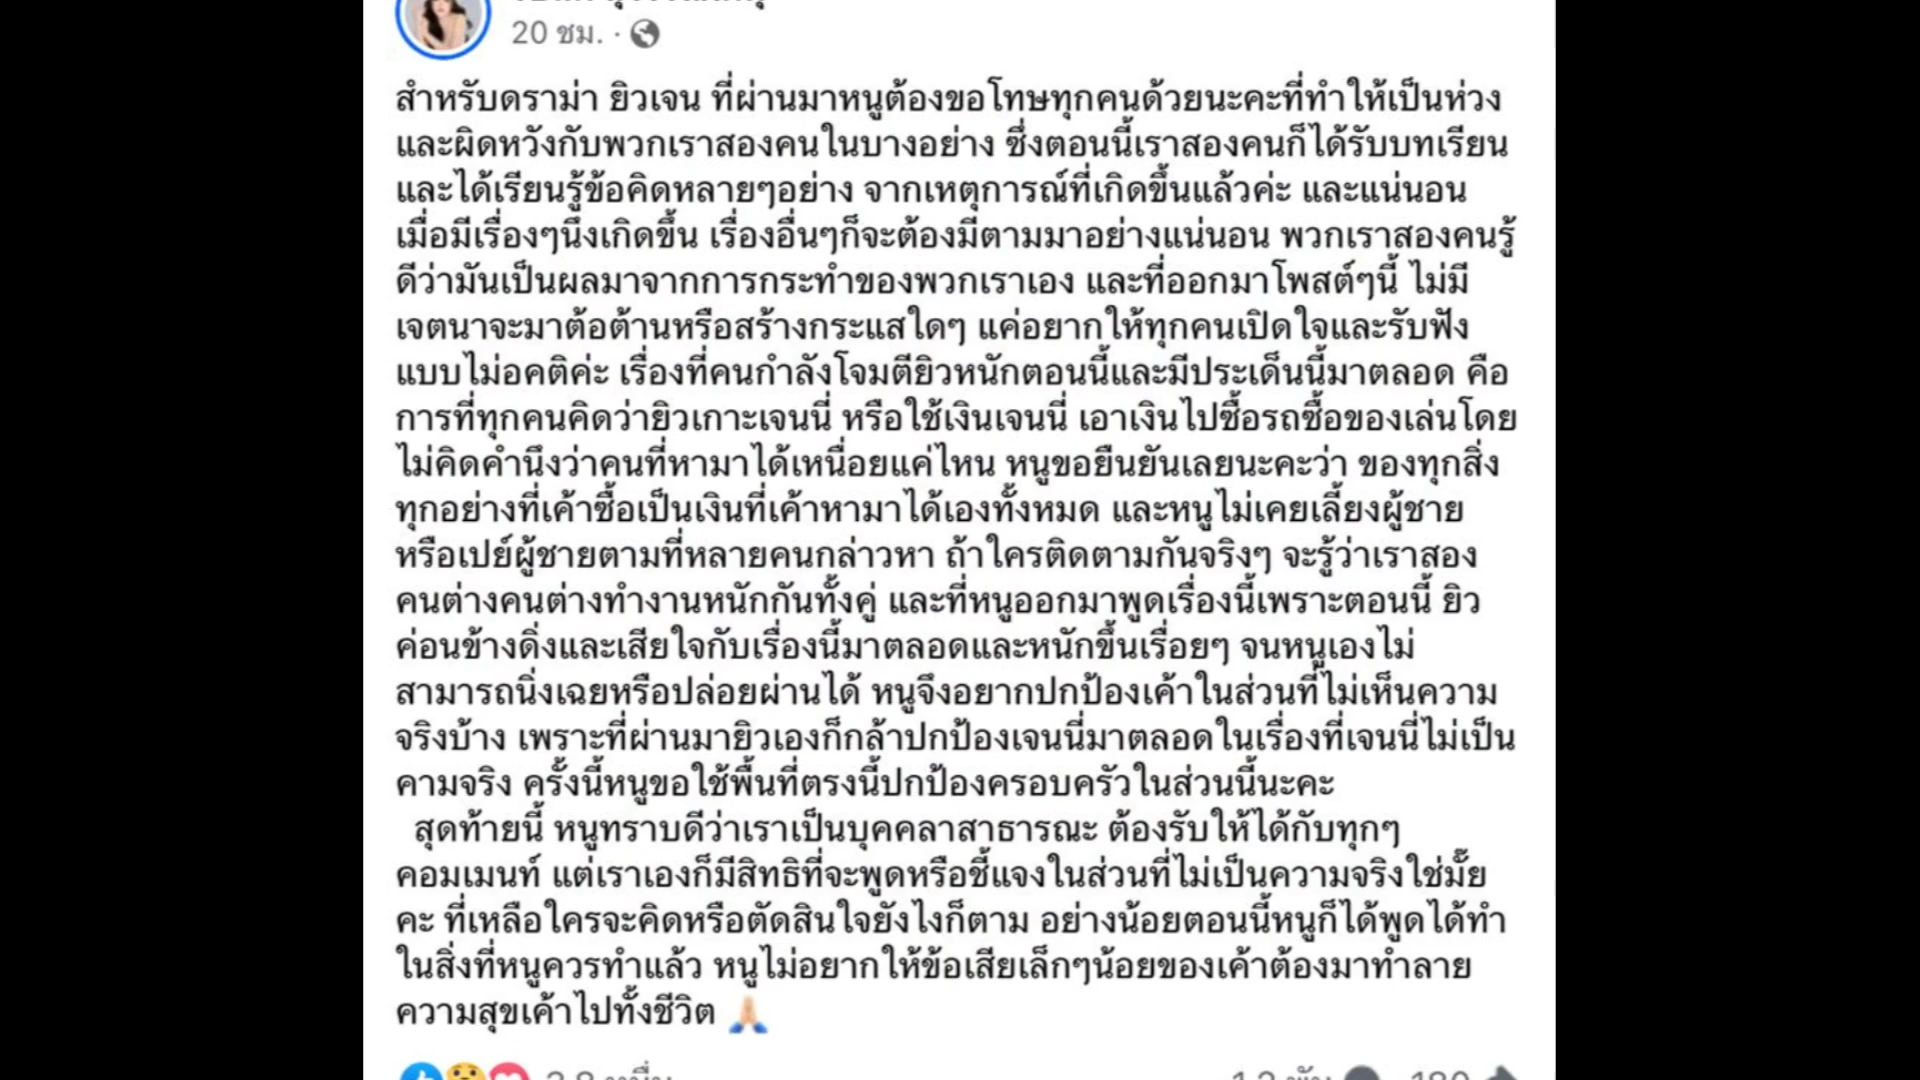 20 ชม. ·
สำหรับดราม่า ยิวเจน ที่ผ่านมาหนูต้องขอโทษทุกคนด้วยนะคะที่ทำให้เป็นห่วง
และผิดหวังกับพวกเราสองคนในบางอย่าง ซึ่งตอนนี้เราสองคนก็ได้รับบทเรียน
และได้เรียนรู้ข้อคิดหลายๆอย่าง จากเหตุการณ์ที่เกิดขึ้นแล้วค่ะ และแน่นอน
เมื่อมีเรื่องๆนึงเกิดขึ้น เรื่องอื่นๆก็จะต้องมีตามมาอย่างแน่นอน พวกเราสองคนรู้
ดีว่ามันเป็นผลมาจากการกระทำของพวกเราเอง และที่ออกมาโพสต์ๆนี้ ไม่มี
เจตนาจะมาต้อต้านหรือสร้างกระแสใดๆ แค่อยากให้ทุกคนเปิดใจและรับฟัง
แบบไม่อคติค่ะ เรื่องที่คนกำลังโจมตียิวหนักตอนนี้และมีประเด็นนี้มาตลอด คือ
การที่ทุกคนคิดว่ายิวเกาะเจนนี่ หรือใช้เงินเจนนี่ เอาเงินไปซื้อรถซื้อของเล่นโดย
ไม่คิดคำนึงว่าคนที่หามาได้เหนื่อยแค่ไหน หนูขอยืนยันเลยนะคะว่า ของทุกสิ่ง
ทุกอย่างที่เค้าซื้อเป็นเงินที่เค้าหามาได้เองทั้งหมด และหนูไม่เคยเลี้ยงผู้ชาย
หรือเปย์ผู้ชายตามที่หลายคนกล่าวหา ถ้าใครติดตามกันจริงๆ จะรู้ว่าเราสอง
คนต่างคนต่างทำงานหนักกันทั้งคู่ และที่หนูออกมาพูดเรื่องนี้เพราะตอนนี้ ยิว
ค่อนข้างดิ่งและเสียใจกับเรื่องนี้มาตลอดและหนักขึ้นเรื่อยๆ จนหนูเองไม่
สามารถนิ่งเฉยหรือปล่อยผ่านได้ หนูจึงอยากปกป้องเค้าในส่วนที่ไม่เห็นความ
จริงบ้าง เพราะที่ผ่านมายิวเองก็กล้าปกป้องเจนนี่มาตลอดในเรื่องที่เจนนี่ไม่เป็น
คามจริง ครั้งนี้หนูขอใช้พื้นที่ตรงนี้ปกป้องครอบครัวในส่วนนี้นะคะ
สุดท้ายนี้ หนูทราบดีว่าเราเป็นบุคคลาสาธารณะ ต้องรับให้ได้กับทุกๆ
คอมเมนท์ แต่เราเองก็มีสิทธิที่จะพูดหรือชี้แจงในส่วนที่ไม่เป็นความจริงใช่มั๊ย
คะ ที่เหลือใครจะคิดหรือตัดสินใจยังไงก็ตาม อย่างน้อยตอนนี้หนูก็ได้พูดได้ทำ
ในสิ่งที่หนูควรทำแล้ว หนูไม่อยากให้ข้อเสียเล็กๆน้อยของเค้าต้องมาทำลาย
ความสุขเค้าไปทั้งชีวิต 🙏🏻